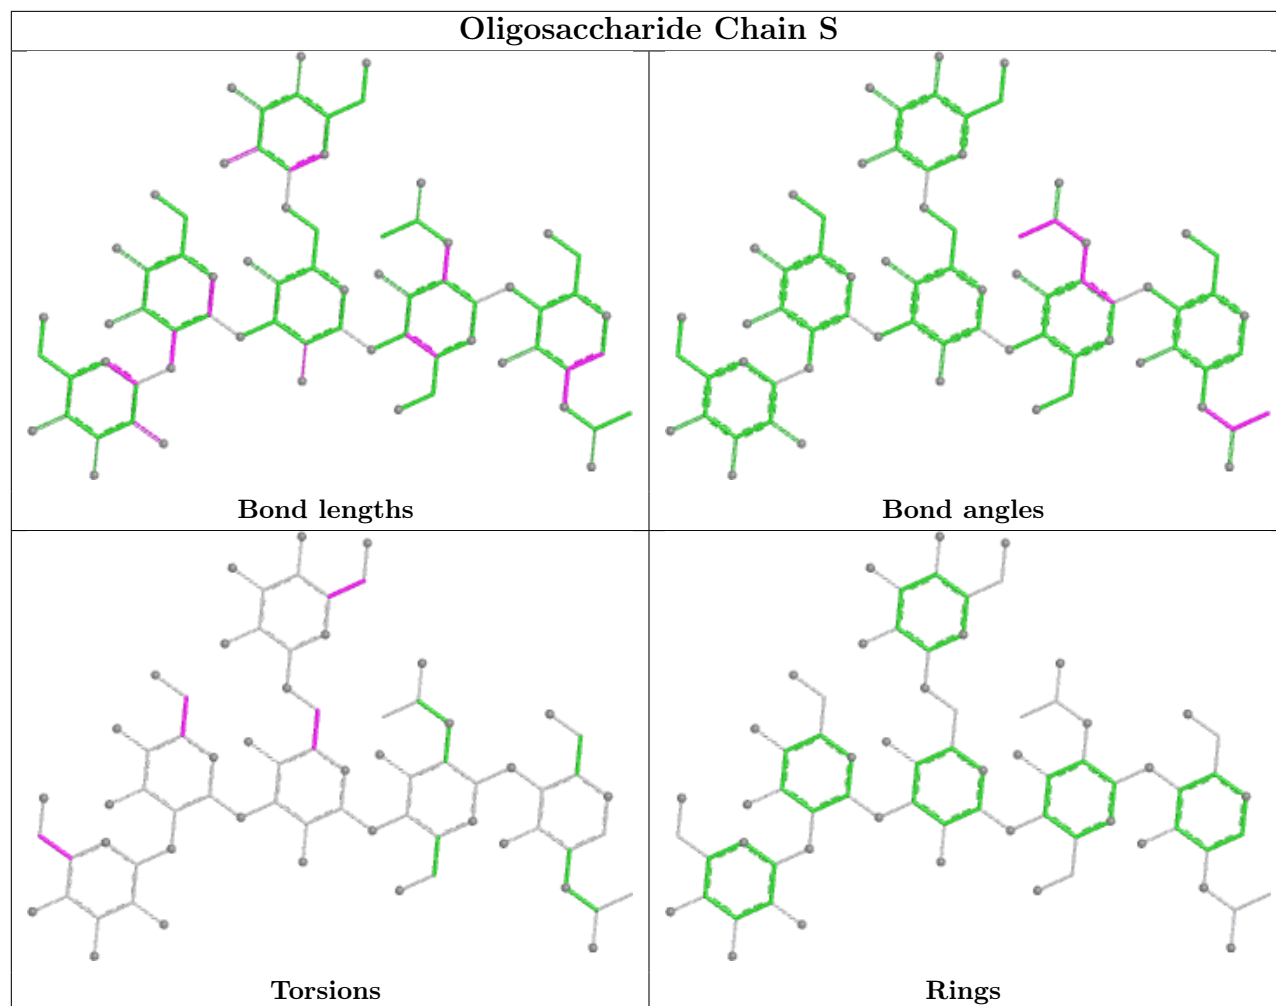 Oligosaccharide Chain S
Bond lengths
Bond angles
Torsions
Rings